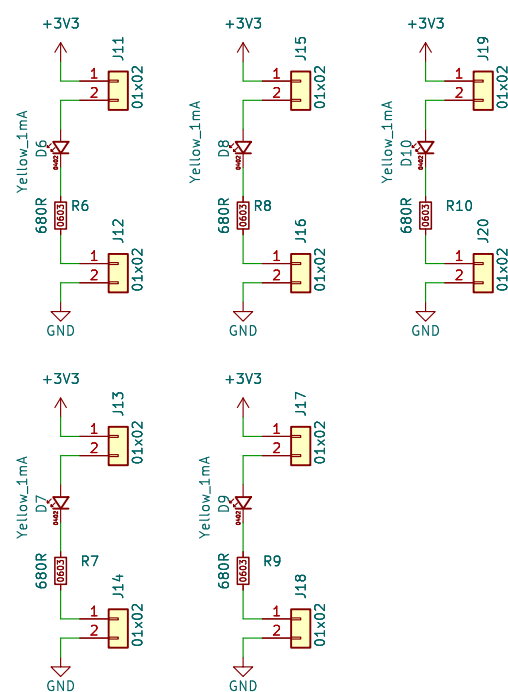 +3V3
J11
1
2
01x02
Yellow_1mA
D6
0402
680R
0603
R6
J12
1
2
01x02
GND
+3V3
J15
1
2
01x02
Yellow_1mA
D8
0402
680R
0603
R8
J16
1
2
01x02
GND
+3V3
J19
1
2
01x02
Yellow_1mA
D10
0402
680R
0603
R10
J20
1
2
01x02
GND
+3V3
J13
1
2
01x02
Yellow_1mA
D7
0402
680R
0603
R7
J14
1
2
01x02
GND
+3V3
J17
1
2
01x02
Yellow_1mA
D9
0402
680R
0603
R9
J18
1
2
01x02
GND